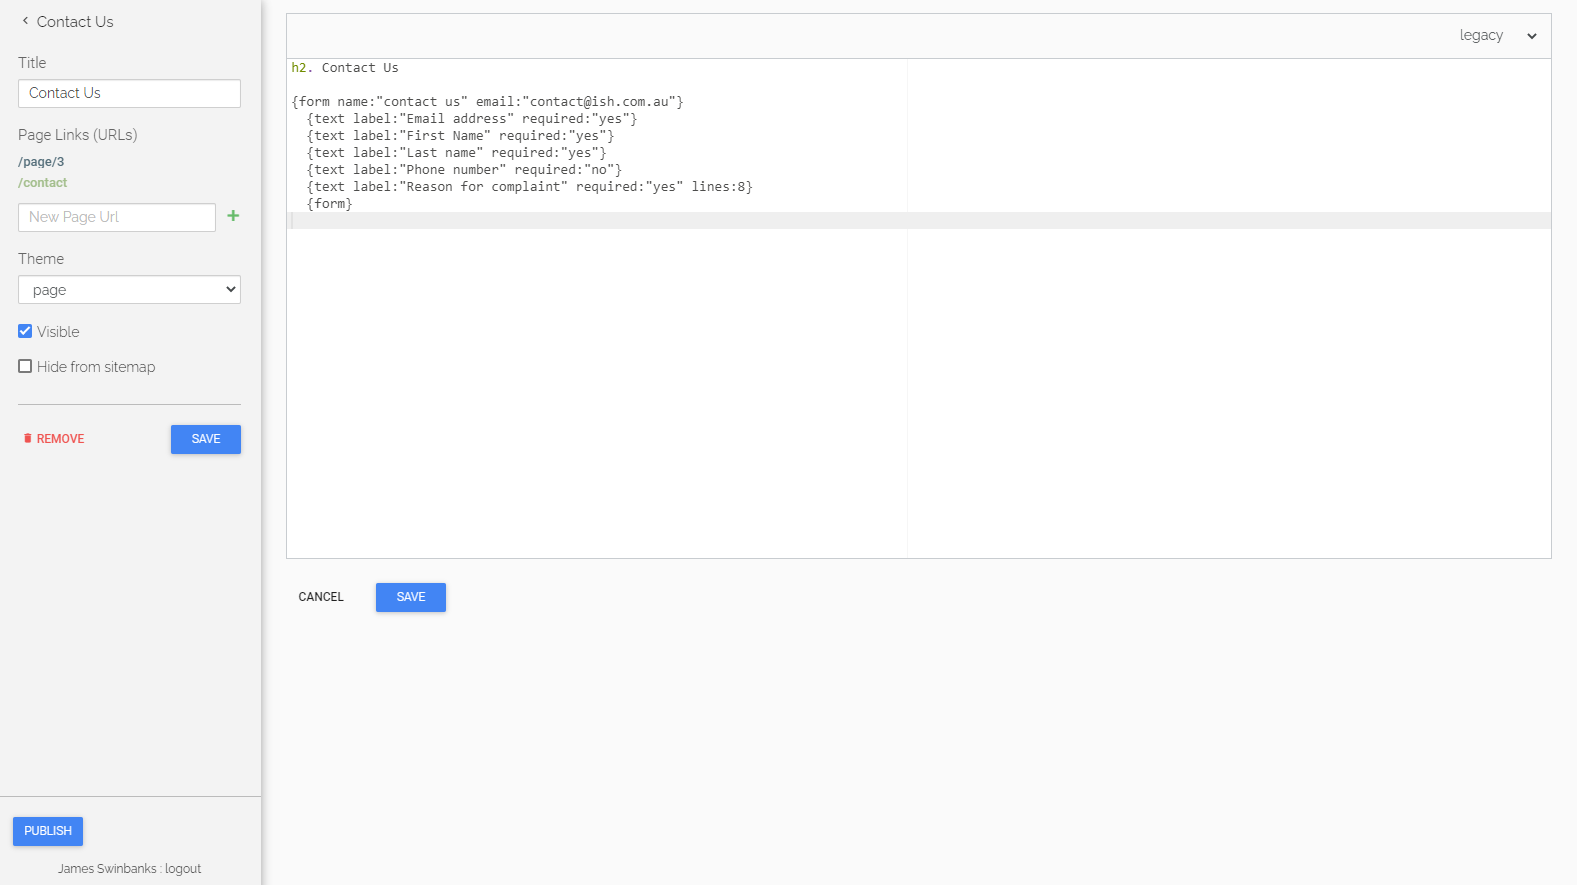 Contact Us
Title
Contact Us
Page Links (URLs)
/page/3
/contact
New Page Url
Theme
page
Visible
Hide from sitemap
REMOVE
SAVE
PUBLISH
James Swinbanks : logout
legacy
h2. Contact Us
{form name:"contact us" email:"contact@ish.com.au"}
{text label:"Email address" required:"yes"}
{text label:"First Name" required:"yes"}
{text label:"Last name" required:"yes"}
{text label:"Phone number" required:"no"}
{text label:"Reason for complaint" required:"yes" lines:8}
{form}
CANCEL
SAVE